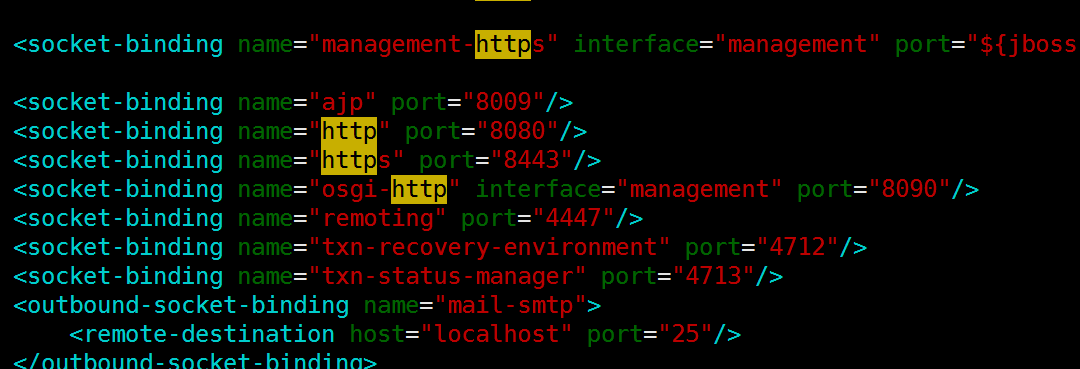 <socket-binding name="management-https" interface="management" port="${jboss
<socket-binding name="ajp" port="8009"/>
<socket-binding name="http" port="8080"/>
<socket-binding name="https" port="8443"/>
<socket-binding name="osgi-http" interface="management" port="8090"/>
<socket-binding name="remoting" port="4447"/>
<socket-binding name="txn-recovery-environment" port="4712"/>
<socket-binding name="txn-status-manager" port="4713"/>
<outbound-socket-binding name="mail-smtp">
    <remote-destination host="localhost" port="25"/>
</outbound-socket-binding>